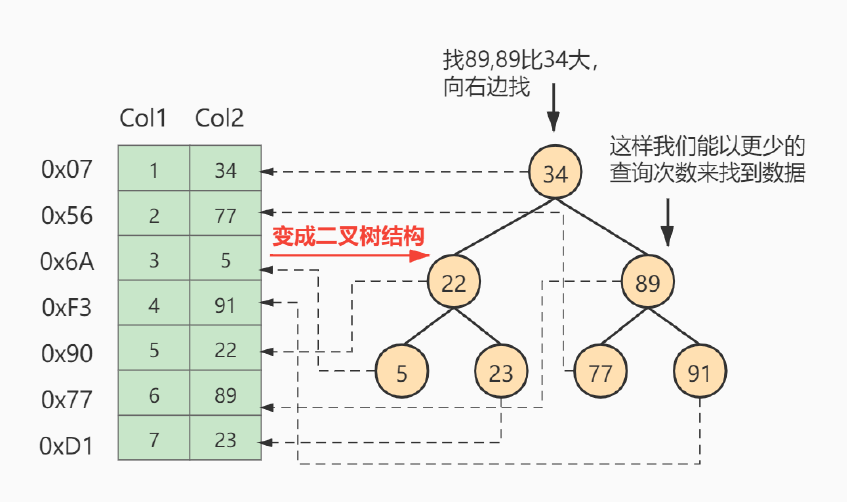 找89,89比34大，
向右边找
Col1 Col2
这样我们能以更少的
查询次数来找到数据
0x07 1 34
0x56 2 77
0x6A 3 5
0xF3 4 91
0x90 5 22
0x77 6 89
0xD1 7 23
变成二叉树结构
34
22 89
5 23 77 91